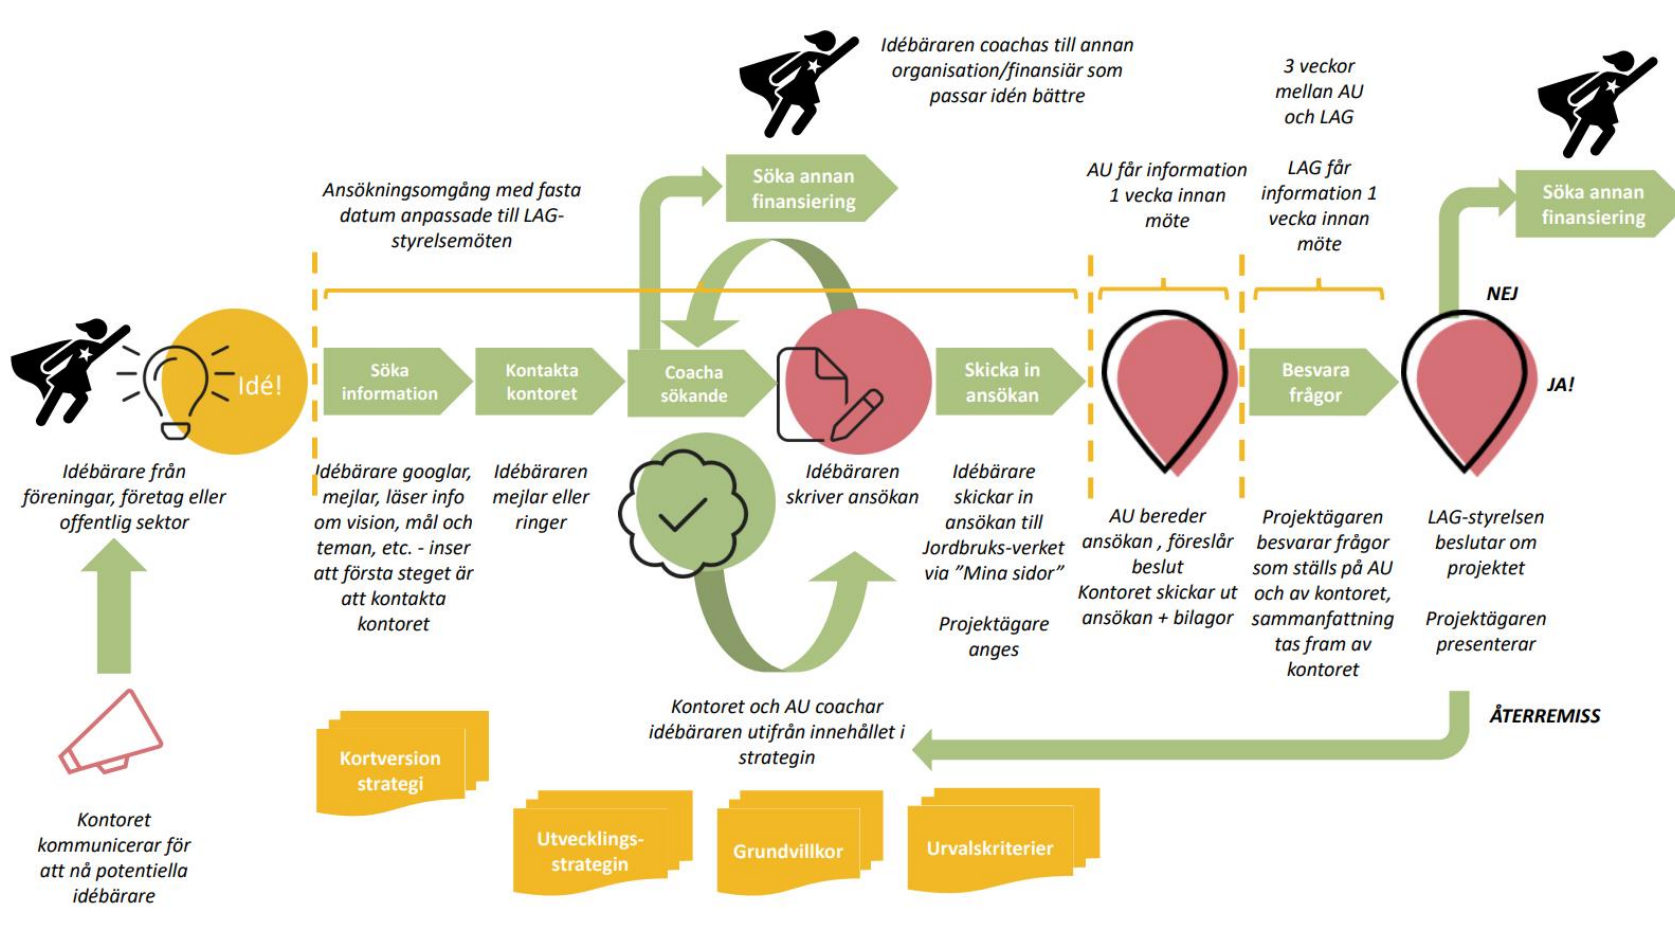 Idébäraren coachas till annan
organisation/finansiär som
passar idén bättre
3 veckor
mellan AU
och LAG
Söka annan
finansiering
AU får information
1 vecka innan
möte
LAG får
information 1
vecka innan
möte
Söka annan
finansiering
Ansökningsomgång med fasta
datum anpassade till LAG-
styrelsemöten
NEJ
Idé!
Söka
information
Kontakta
kontoret
Coacha
sökande
Skicka in
ansökan
Besvara
frågor
JA!
Idébärare från
föreningar, företag eller
offentlig sektor
Idébärare googlar,
mejlar, läser info
om vision, mål och
teman, etc. - inser
att första steget är
att kontakta
kontoret
Idébäraren
mejlar eller
ringer
Idébäraren
skriver ansökan
Idébärare
skickar in
ansökan till
Jordbruks-verket
via ”Mina sidor”
Projektägare
anges
AU bereder
ansökan , föreslår
beslut
Kontoret skickar ut
ansökan + bilagor
Projektägaren
besvarar frågor
som ställs på AU
och av kontoret,
sammanfattning
tas fram av
kontoret
LAG-styrelsen
beslutar om
projektet
Projektägaren
presenterar
Kontoret och AU coachar
idébäraren utifrån innehållet i
strategin
ÅTERREMISS
Kortversion
strategi
Utvecklings-
strategin
Grundvillkor
Urvalskriterier
Kontoret
kommunicerar för
att nå potentiella
idébärare